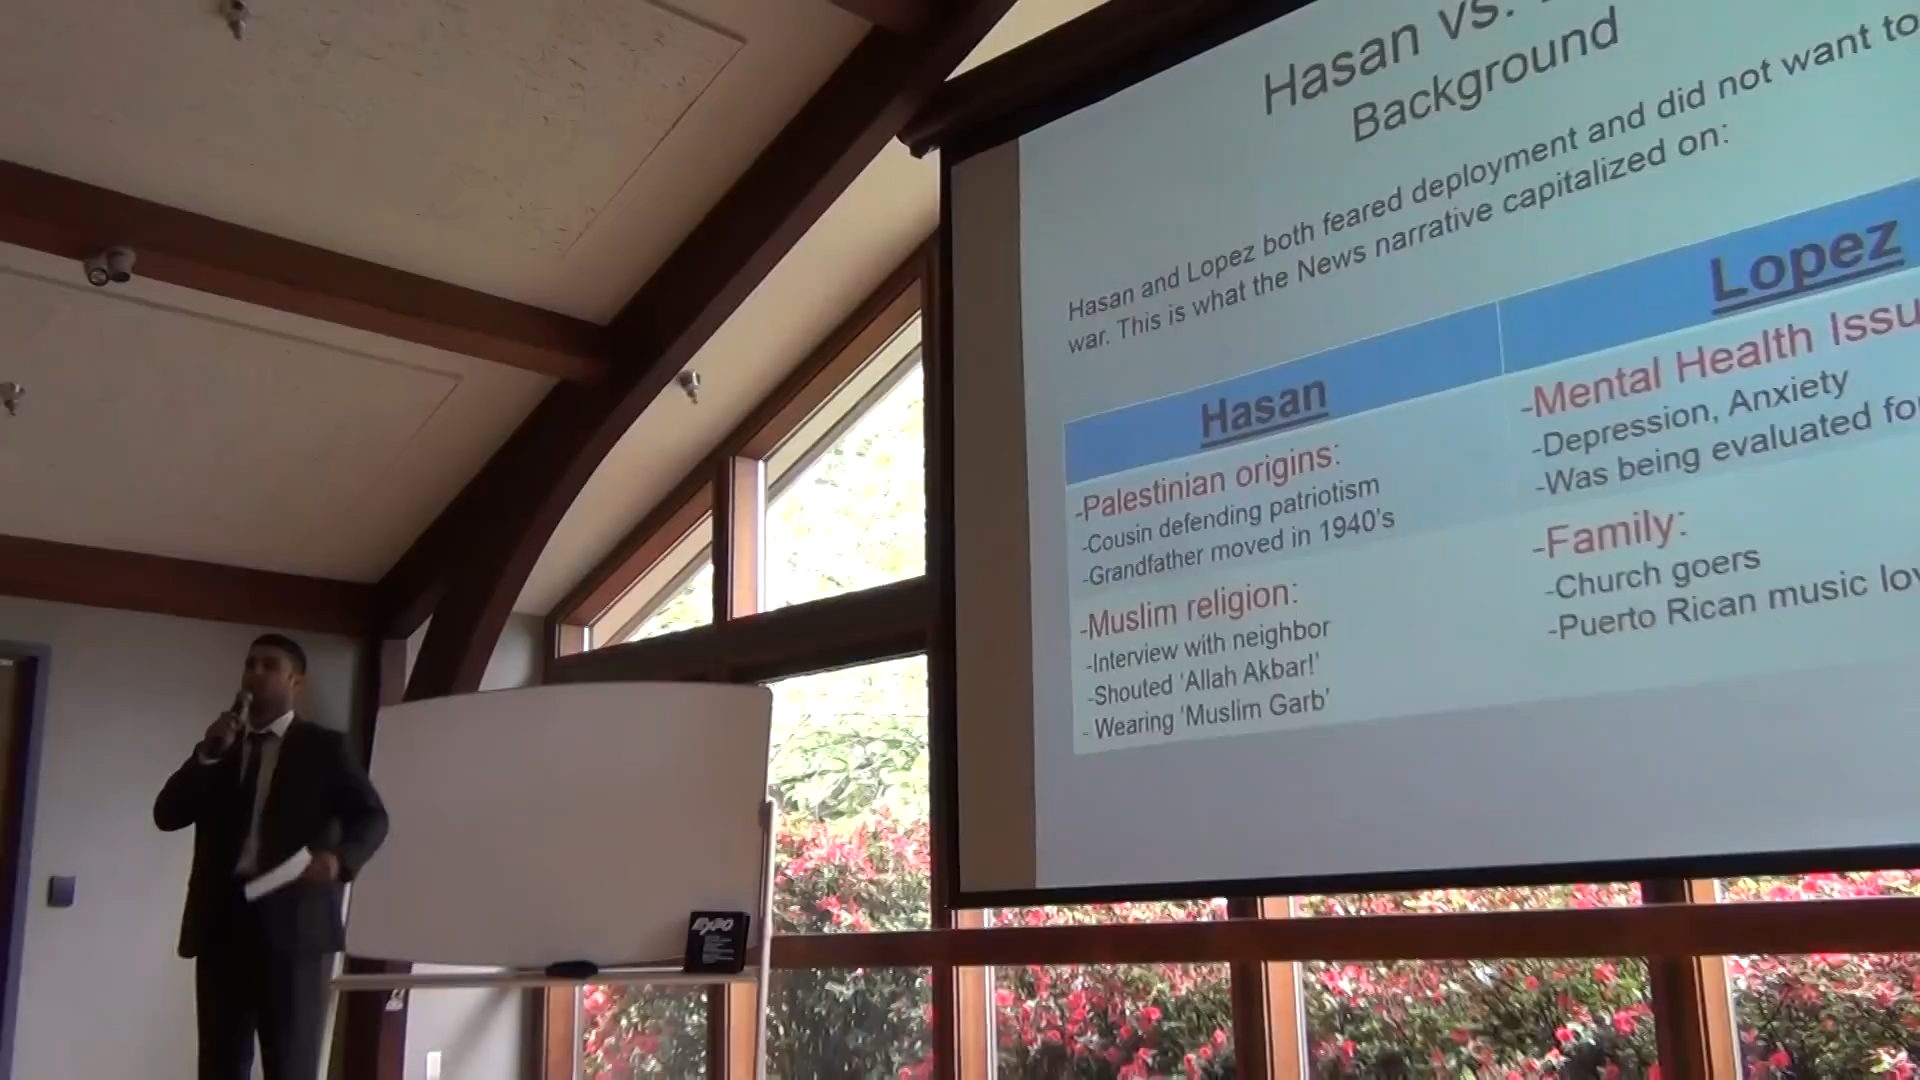 Hasan vs.
Background
Hasan and Lopez both feared deployment and did not want to
war. This is what the News narrative capitalized on:
Hasan
-Palestinian origins:
-Cousin defending patriotism
-Grandfather moved in 1940's
-Muslim religion:
-Interview with neighbor
-Shouted 'Allah Akbar!'
- Wearing 'Muslim Garb'
Lopez
-Mental Health Issu
-Depression, Anxiety
-Was being evaluated fo
-Family:
-Church goers
-Puerto Rican music lov
EXPO